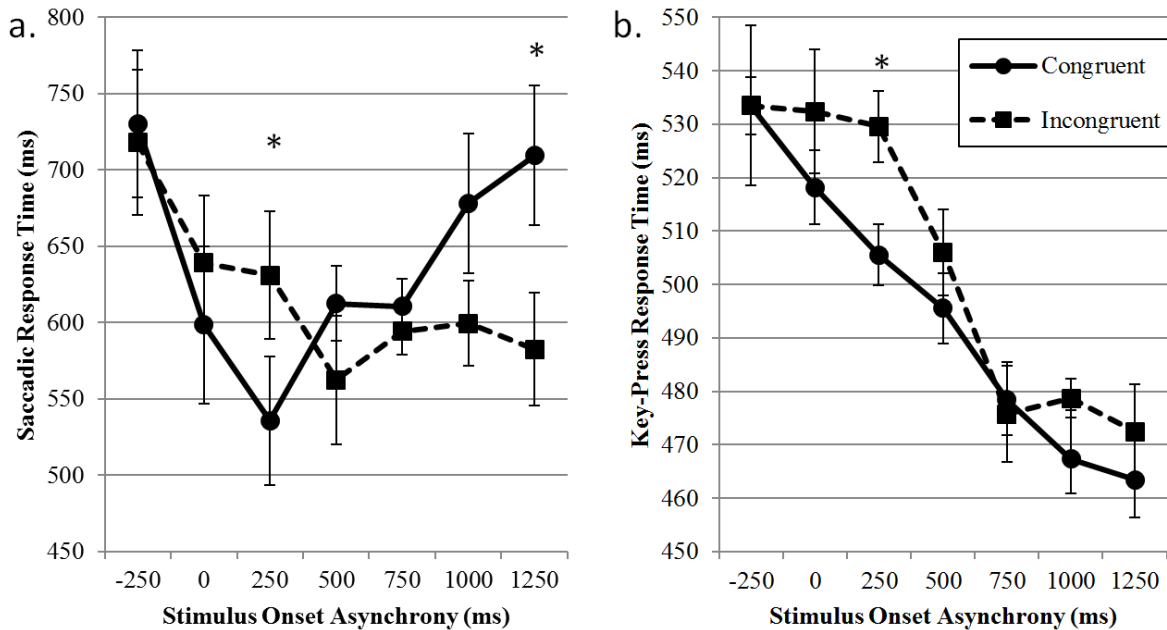 a.
800
750
700
650
600
550
500
450
Saccadic Response Time (ms)
*
*
-250 0 250 500 750 1000 1250
Stimulus Onset Asynchrony (ms)
b.
550
540
530
520
510
500
490
480
470
460
450
Key-Press Response Time (ms)
*
Congruent
Incongruent
-250 0 250 500 750 1000 1250
Stimulus Onset Asynchrony (ms)